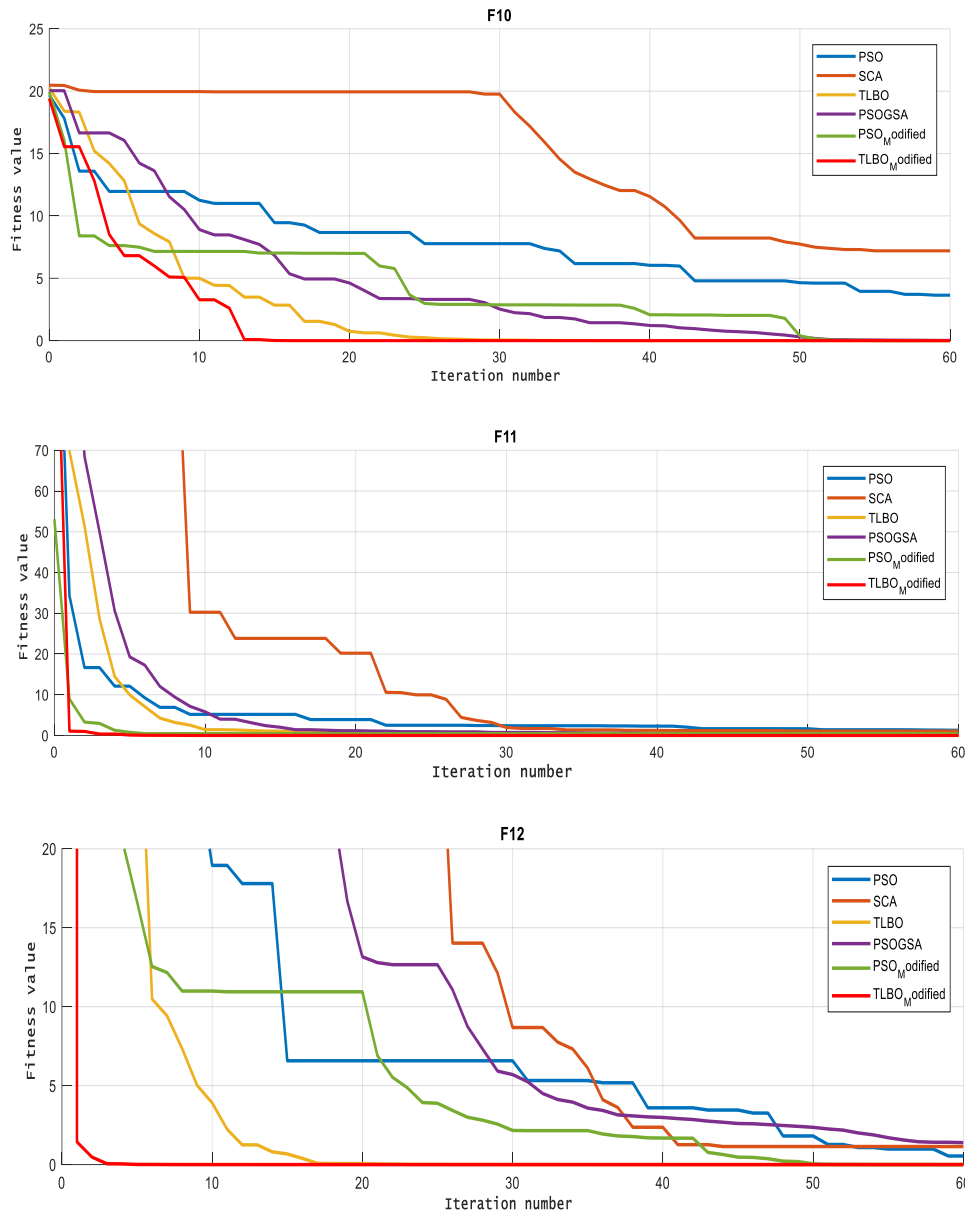 F10
25
20
15
10
5
0
Fitness value
PSO
SCA
TLBO
PSOGSA
PSO_Modified
TLBO_Modified
0 10 20 30 40 50 60
Iteration number
F11
70
60
50
40
30
20
10
0
Fitness value
PSO
SCA
TLBO
PSOGSA
PSO_Modified
TLBO_Modified
0 10 20 30 40 50 60
Iteration number
F12
20
15
10
5
0
Fitness value
PSO
SCA
TLBO
PSOGSA
PSO_Modified
TLBO_Modified
0 10 20 30 40 50 60
Iteration number